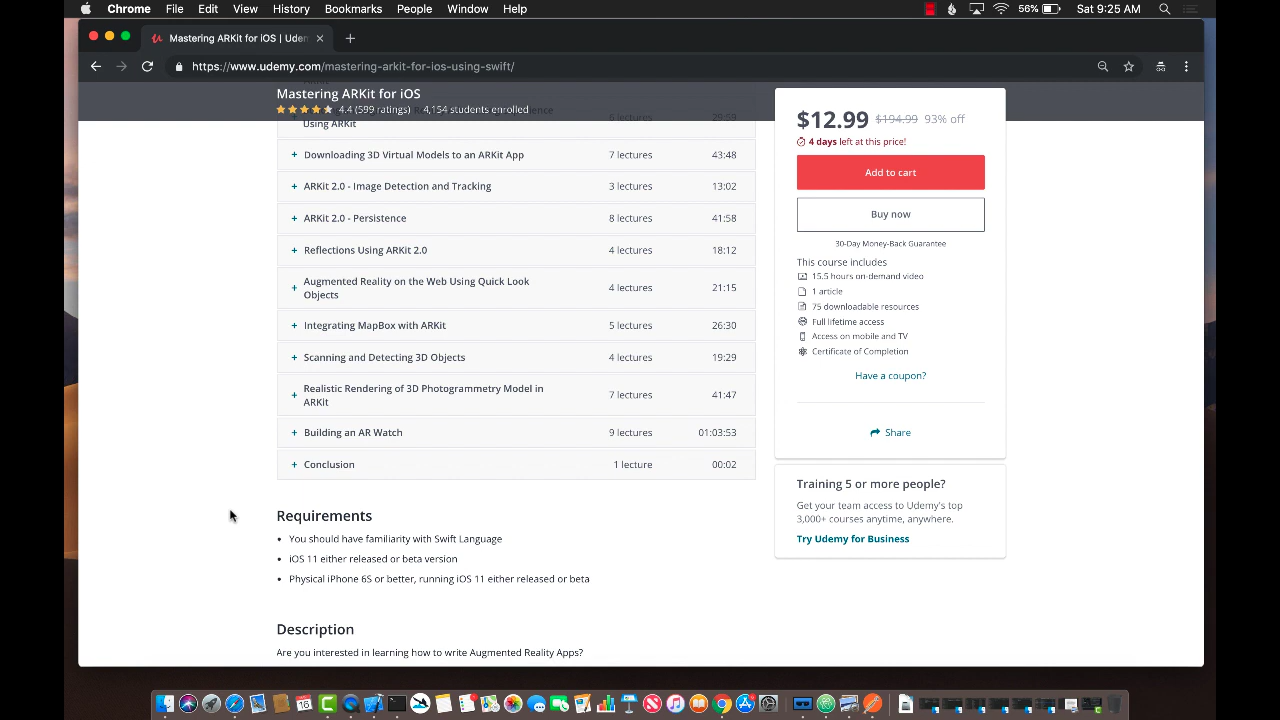 Chrome File Edit View History Bookmarks People Window Help 56% Sat 9:25 AM
Mastering ARKit for iOS | Udem
https://www.udemy.com/mastering-arkit-for-ios-using-swift/
Mastering ARKit for iOS
4.4 (599 ratings) 4,154 students enrolled
Using ARKit 6 lectures 29:59
+ Downloading 3D Virtual Models to an ARKit App 7 lectures 43:48
+ ARKit 2.0 - Image Detection and Tracking 3 lectures 13:02
+ ARKit 2.0 - Persistence 8 lectures 41:58
+ Reflections Using ARKit 2.0 4 lectures 18:12
+ Augmented Reality on the Web Using Quick Look
Objects 4 lectures 21:15
+ Integrating MapBox with ARKit 5 lectures 26:30
+ Scanning and Detecting 3D Objects 4 lectures 19:29
+ Realistic Rendering of 3D Photogrammetry Model in
ARKit 7 lectures 41:47
+ Building an AR Watch 9 lectures 01:03:53
+ Conclusion 1 lecture 00:02
Requirements
• You should have familiarity with Swift Language
• iOS 11 either released or beta version
• Physical iPhone 6S or better, running iOS 11 either released or beta
Description
Are you interested in learning how to write Augmented Reality Apps?
$12.99 $194.99 93% off
4 days left at this price!
Add to cart
Buy now
30-Day Money-Back Guarantee
This course includes
15.5 hours on-demand video
1 article
75 downloadable resources
Full lifetime access
Access on mobile and TV
Certificate of Completion
Have a coupon?
Share
Training 5 or more people?
Get your team access to Udemy's top
3,000+ courses anytime, anywhere.
Try Udemy for Business